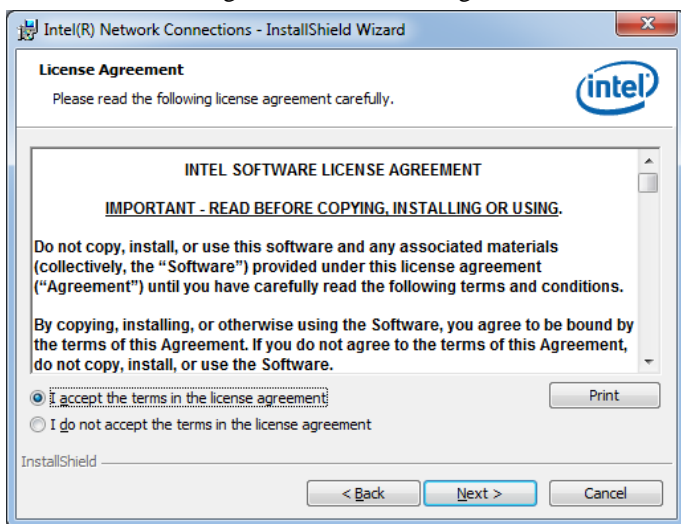 Intel(R) Network Connections - InstallShield Wizard
License Agreement
Please read the following license agreement carefully.
intel
INTEL SOFTWARE LICENSE AGREEMENT
IMPORTANT - READ BEFORE COPYING, INSTALLING OR USING.
Do not copy, install, or use this software and any associated materials
(collectively, the “Software”) provided under this license agreement
(“Agreement”) until you have carefully read the following terms and conditions.
By copying, installing, or otherwise using the Software, you agree to be bound by
the terms of this Agreement. If you do not agree to the terms of this Agreement,
do not copy, install, or use the Software.
I accept the terms in the license agreement
Print
I do not accept the terms in the license agreement
InstallShield
< Back
Next >
Cancel